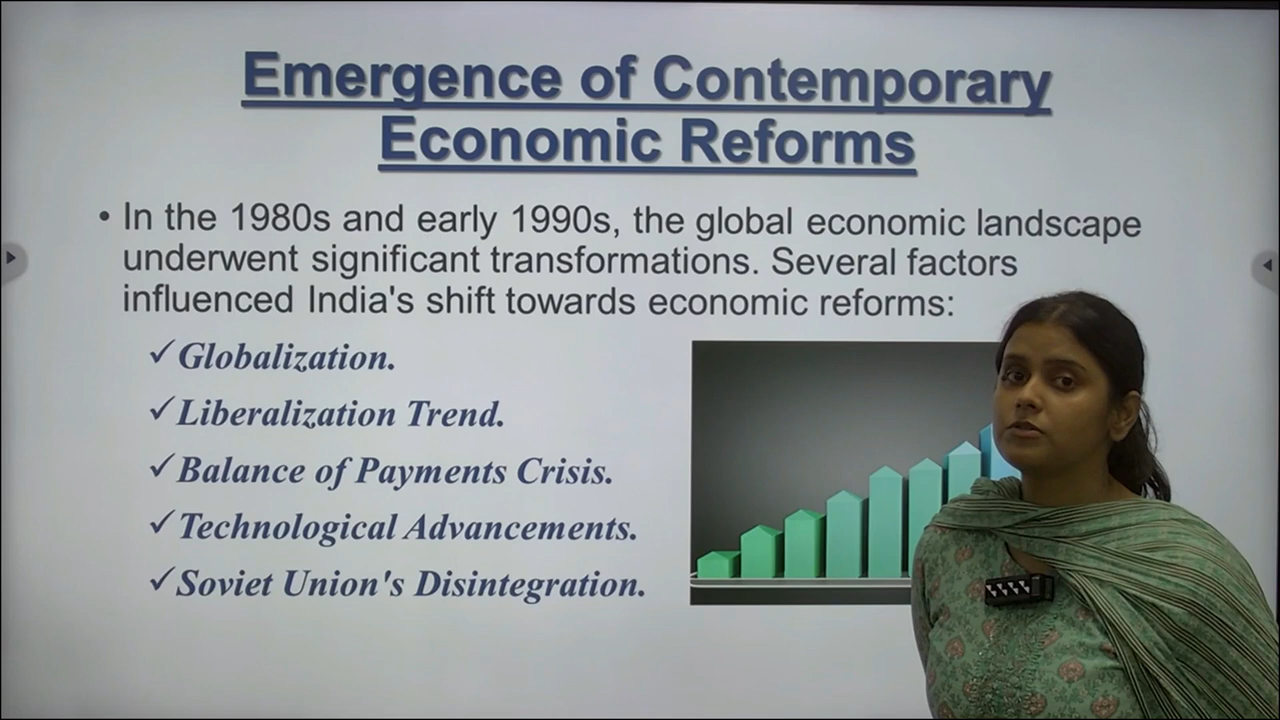 Emergence of Contemporary
Economic Reforms
• In the 1980s and early 1990s, the global economic landscape
underwent significant transformations. Several factors
influenced India's shift towards economic reforms:
✓Globalization.
✓Liberalization Trend.
✓Balance of Payments Crisis.
✓Technological Advancements.
✓Soviet Union's Disintegration.